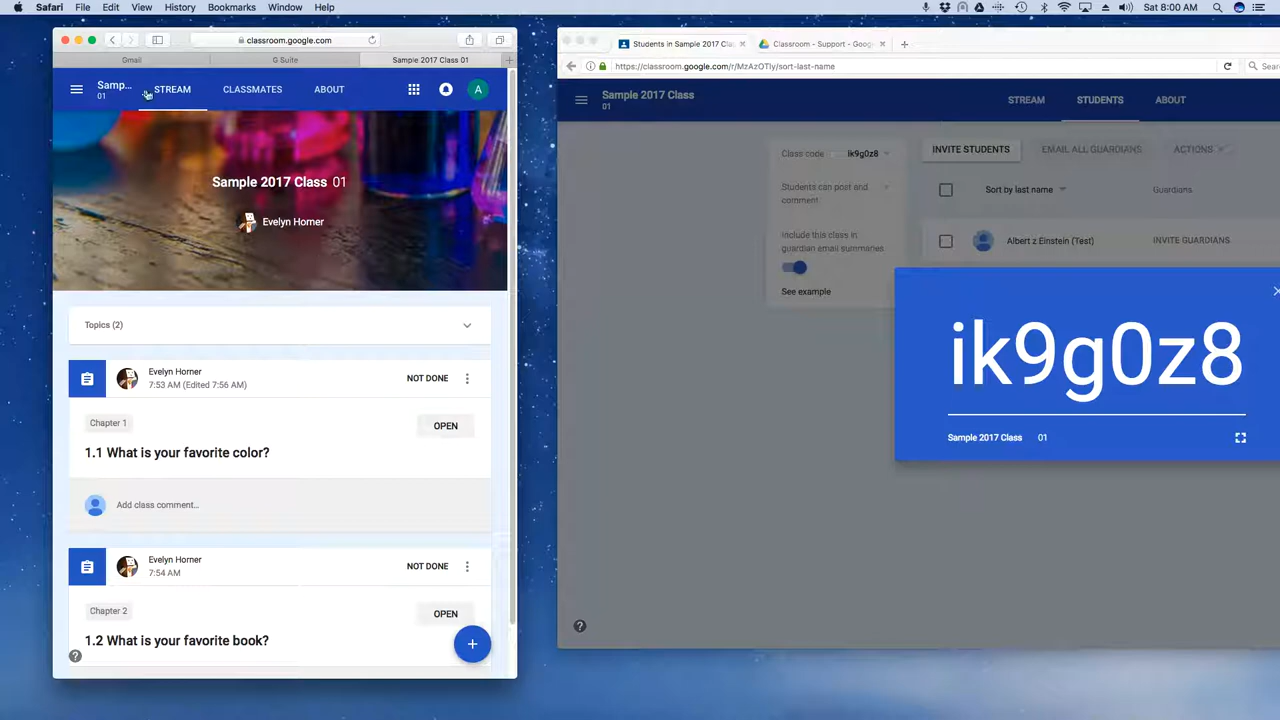 Safari File Edit View History Bookmarks Window Help
Sat 8:00 AM
classroom.google.com
Gmail G Suite Sample 2017 Class 01
Samp... 01 STREAM CLASSMATES ABOUT A
Sample 2017 Class 01
Evelyn Horner
Topics (2)
Evelyn Horner
7:53 AM (Edited 7:56 AM)
NOT DONE
Chapter 1
OPEN
1.1 What is your favorite color?
Add class comment...
Evelyn Horner
7:54 AM
NOT DONE
Chapter 2
OPEN
1.2 What is your favorite book?
+
?
Students in Sample 2017 Cla Classroom - Support - Goog
https://classroom.google.com/r/MzAzOTIy/sort-last-name
Sear
Sample 2017 Class
01
STREAM STUDENTS ABOUT
Class code ik9g0z8
Students can post and
comment
Include this class in
guardian email summaries
See example
INVITE STUDENTS EMAIL ALL GUARDIANS ACTIONS
Sort by last name Guardians
Albert z.Einstein (Test) INVITE GUARDIANS
ik9g0z8
Sample 2017 Class 01
?